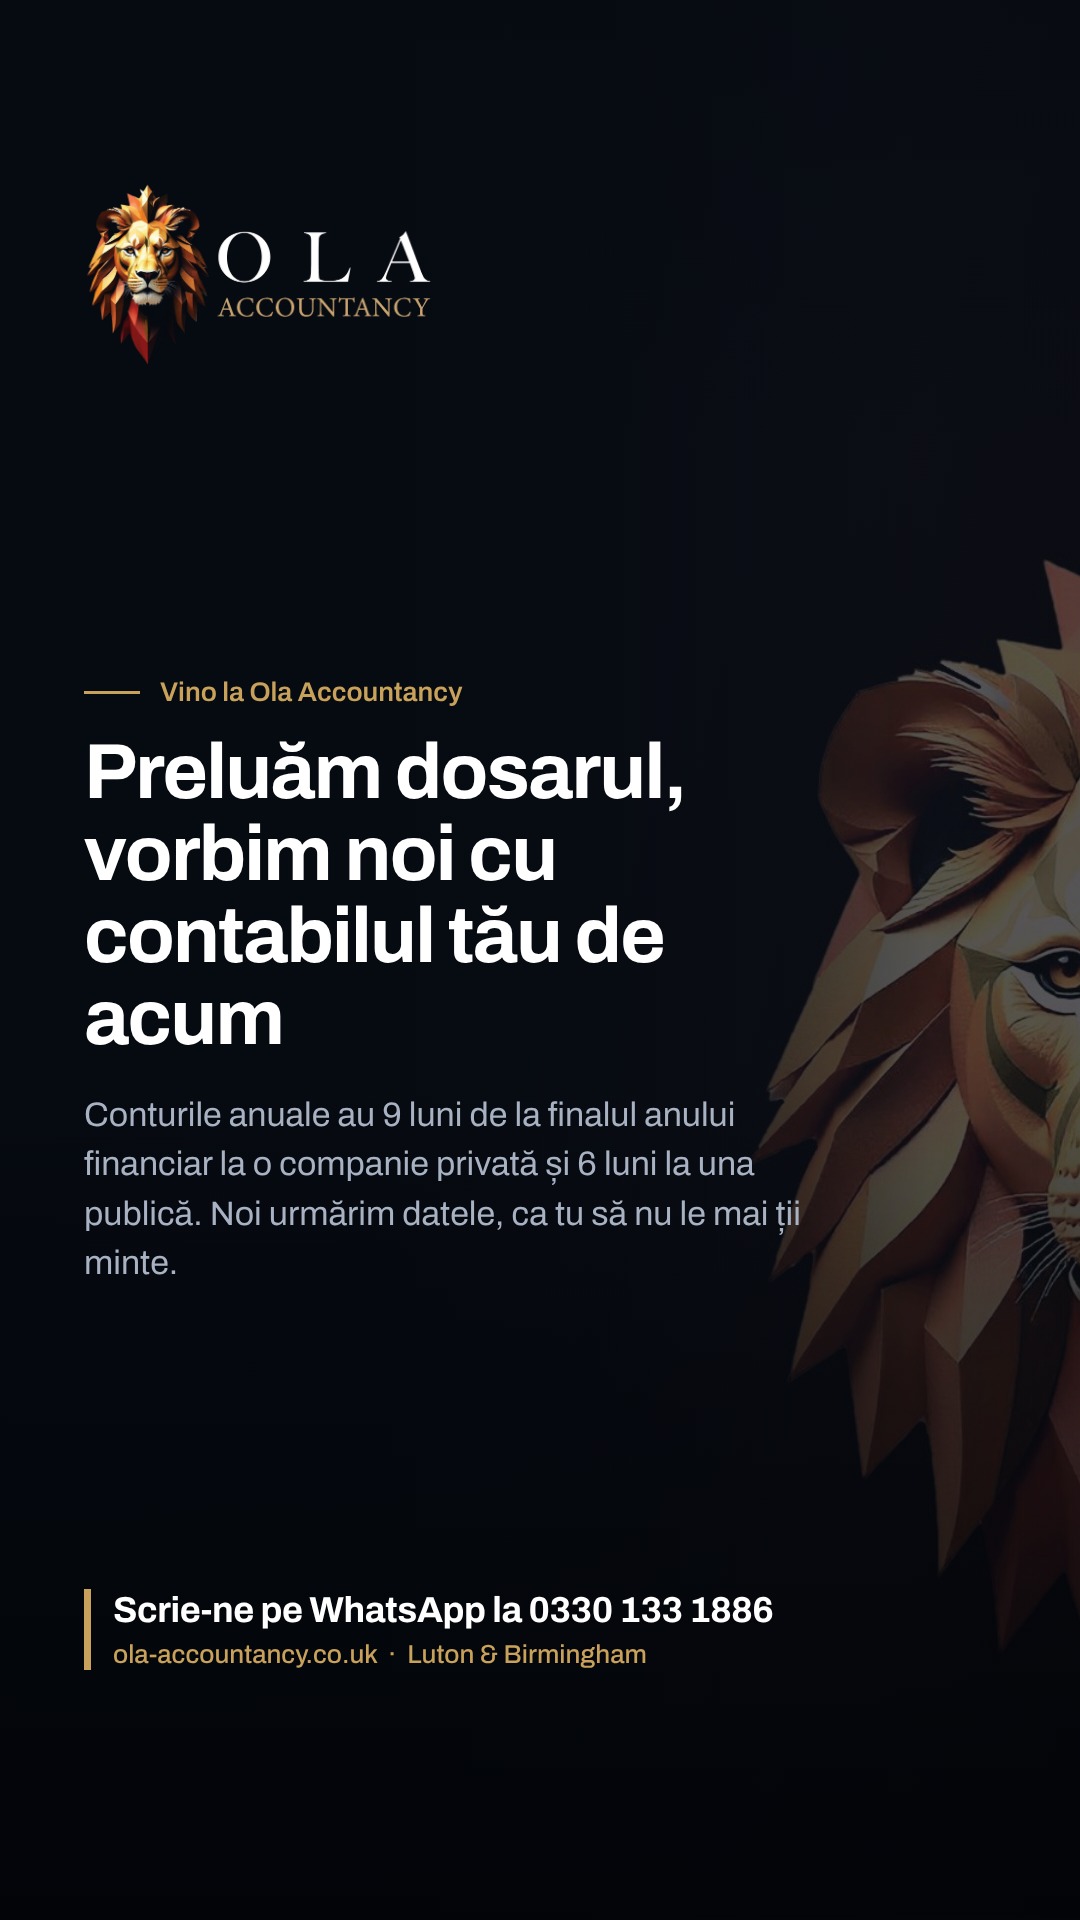 OLA
ACCOUNTANCY
Vino la Ola Accountancy
Preluăm dosarul,
vorbim noi cu
contabilul tău de
acum
Conturile anuale au 9 luni de la finalul anului
financiar la o companie privată și 6 luni la una
publică. Noi urmărim datele, ca tu să nu le mai ții
minte.
Scrie-ne pe WhatsApp la 0330 133 1886
ola-accountancy.co.uk · Luton & Birmingham